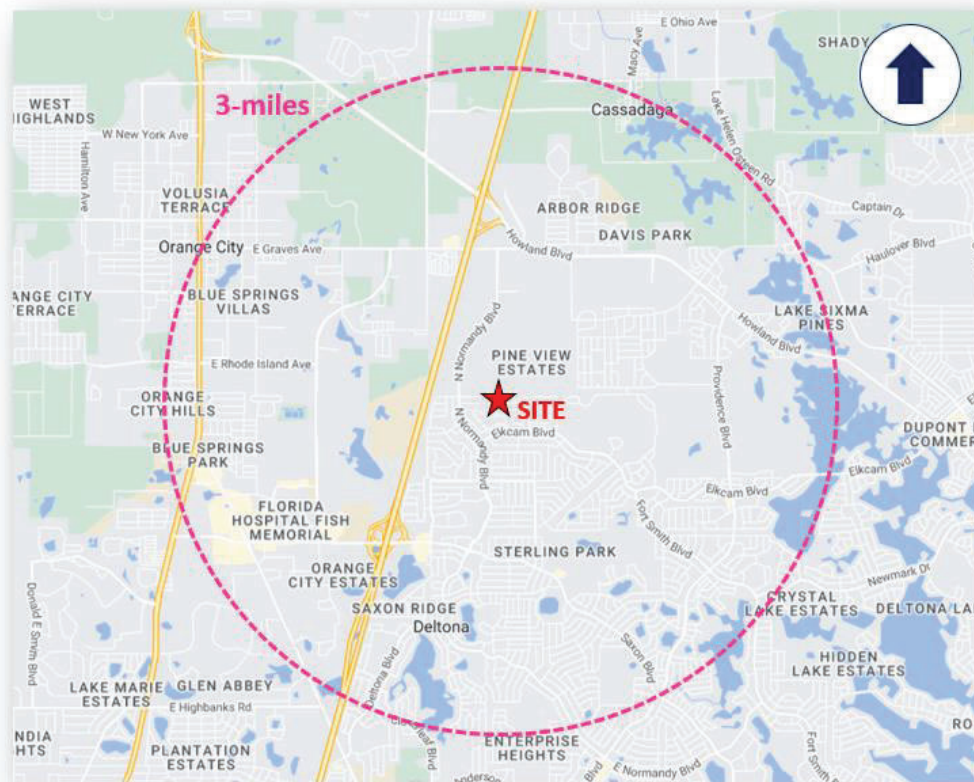 E Ohio Ave
SHADY
Macy Ave
WEST
HIGHLANDS
3-miles
Cassadaga
Lake Helen Osteen Rd
W New York Ave
Hamilton Ave
VOLUSIA
TERRACE
ARBOR RIDGE
Captain Dr
DAVIS PARK
Orange City
E Graves Ave
Howland Blvd
Haulover Blvd
ANGE CITY
TERRACE
BLUE SPRINGS
VILLAS
LAKE SIXMA
PINES
Howland Blvd
N Normandy Blvd
E Rhode Island Ave
PINE VIEW
ESTATES
Providence Blvd
ORANGE
CITY HILLS
SITE
N Normandy Blvd
Elkcam Blvd
DUPONT
COMMER
BLUE SPRINGS
PARK
Elkcam Blvd
Elkcam Blvd
FLORIDA
HOSPITAL FISH
MEMORIAL
Fort Smith Blvd
STERLING PARK
ORANGE
CITY ESTATES
Newmark Dr
Donald E Smith Blvd
CRYSTAL
LAKE ESTATES
DELTONA LA
SAXON RIDGE
Deltona
Saxon Blvd
HIDDEN
LAKE ESTATES
Deltona Blvd
LAKE MARIE
ESTATES
GLEN ABBEY
E Highbanks Rd
RO
NDIA
HTS
PLANTATION
ESTATES
ENTERPRISE
HEIGHTS
Fort Smith Blvd
E Normandy Blvd
Anderson
Blvd